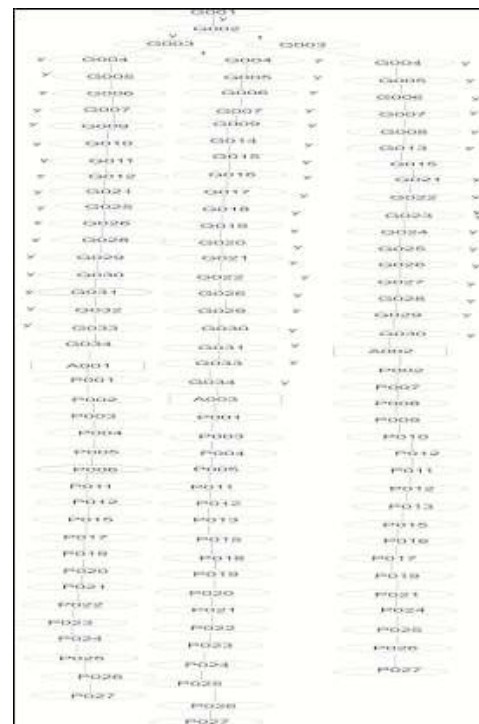 G001
y
G002
G003
G003
G004
G005
G006
G007
G009
G010
G011
G012
G021
G025
G026
G028
G029
G030
G031
G032
G033
G034
A001
P001
P002
P003
P004
P005
P006
P011
P012
P015
P017
P018
P020
P021
P022
P023
P024
P025
P026
P027
G004
G005
G006
G007
G009
G014
G015
G016
G017
G018
G019
G020
G021
G022
G026
G029
G030
G031
G033
G034
A003
P001
P003
P004
P005
P011
P012
P013
P015
P018
P019
P020
P021
P022
P023
P024
P025
P026
P027
G004
G005
G006
G007
G008
G013
G015
G021
G022
G023
G024
G025
G026
G027
G028
G029
G030
A002
P002
P007
P008
P009
P010
P012
P011
P012
P013
P015
P016
P017
P019
P021
P024
P025
P026
P027